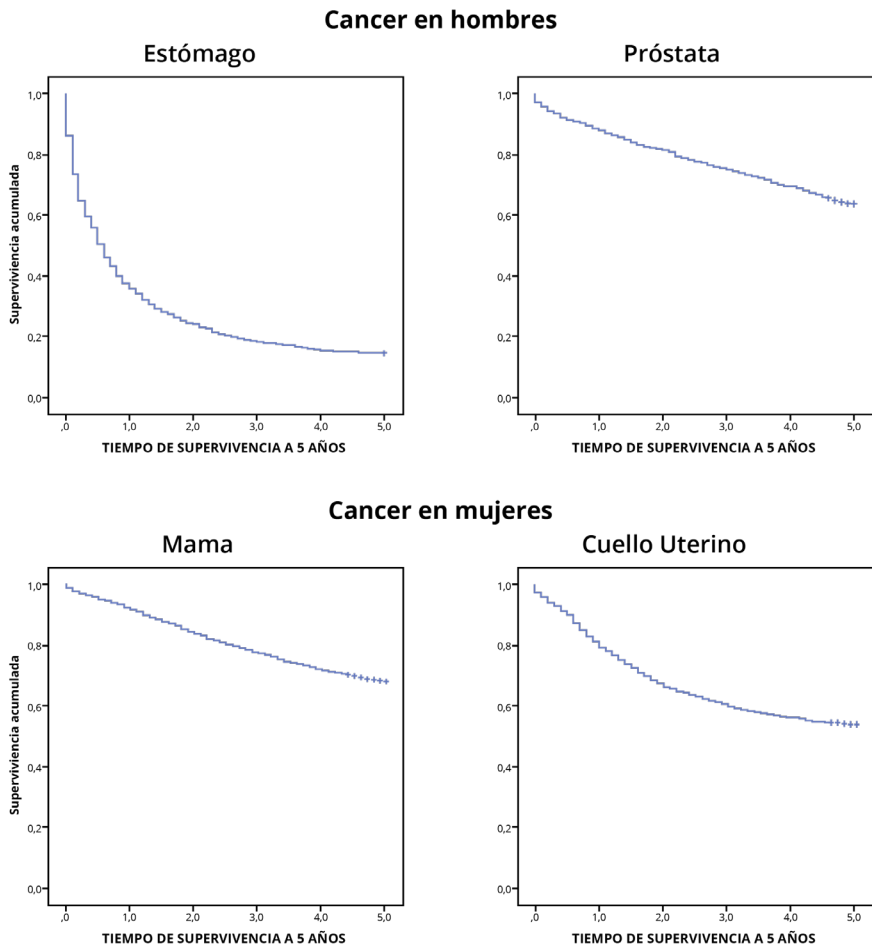 Cancer en hombres
Estómago
Próstata
Superviviencia acumulada
1,0
0,8
0,6
0,4
0,2
0,0
,0 1,0 2,0 3,0 4,0 5,0
TIEMPO DE SUPERVIVENCIA A 5 AÑOS
1,0
0,8
0,6
0,4
0,2
0,0
,0 1,0 2,0 3,0 4,0 5,0
TIEMPO DE SUPERVIVENCIA A 5 AÑOS
Cancer en mujeres
Mama
Cuello Uterino
Superviviencia acumulada
1,0
0,8
0,6
0,4
0,2
0,0
,0 1,0 2,0 3,0 4,0 5,0
TIEMPO DE SUPERVIVENCIA A 5 AÑOS
1,0
0,8
0,6
0,4
0,2
0,0
,0 1,0 2,0 3,0 4,0 5,0
TIEMPO DE SUPERVIVENCIA A 5 AÑOS